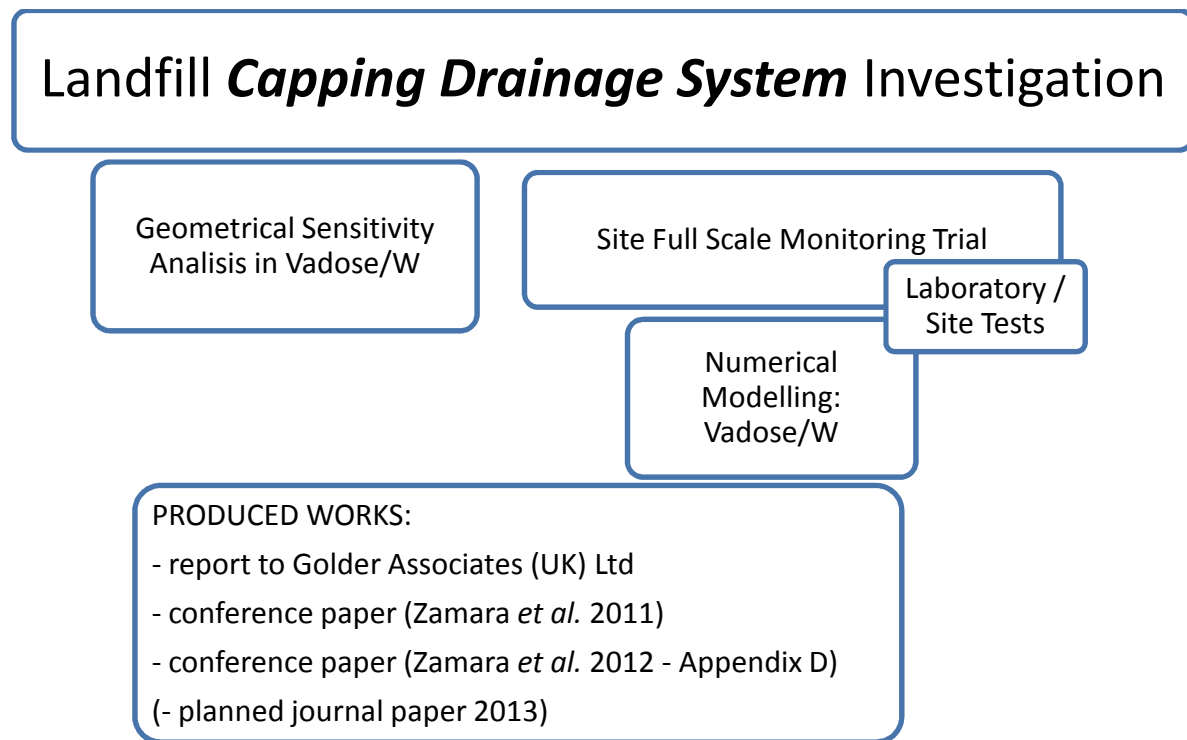 Landfill Capping Drainage System Investigation
Geometrical Sensitivity
Analisis in Vadose/W
Site Full Scale Monitoring Trial
Laboratory /
Site Tests
Numerical
Modelling:
Vadose/W
PRODUCED WORKS:
- report to Golder Associates (UK) Ltd
- conference paper (Zamara et al. 2011)
- conference paper (Zamara et al. 2012 - Appendix D)
(- planned journal paper 2013)